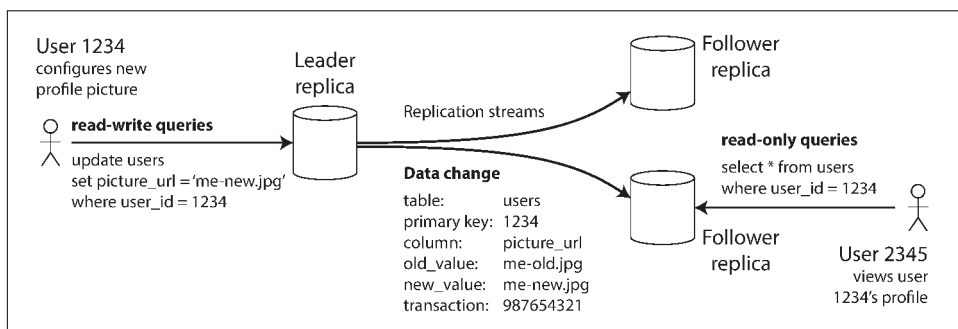 User 1234
configures new
profile picture
read-write queries
update users
set picture_url = ‘me-new.jpg’
where user_id = 1234
Leader
replica
Replication streams
Data change
table: users
primary key: 1234
column: picture_url
old_value: me-old.jpg
new_value: me-new.jpg
transaction: 987654321
Follower
replica
read-only queries
select * from users
where user_id = 1234
Follower
replica
User 2345
views user
1234’s profile